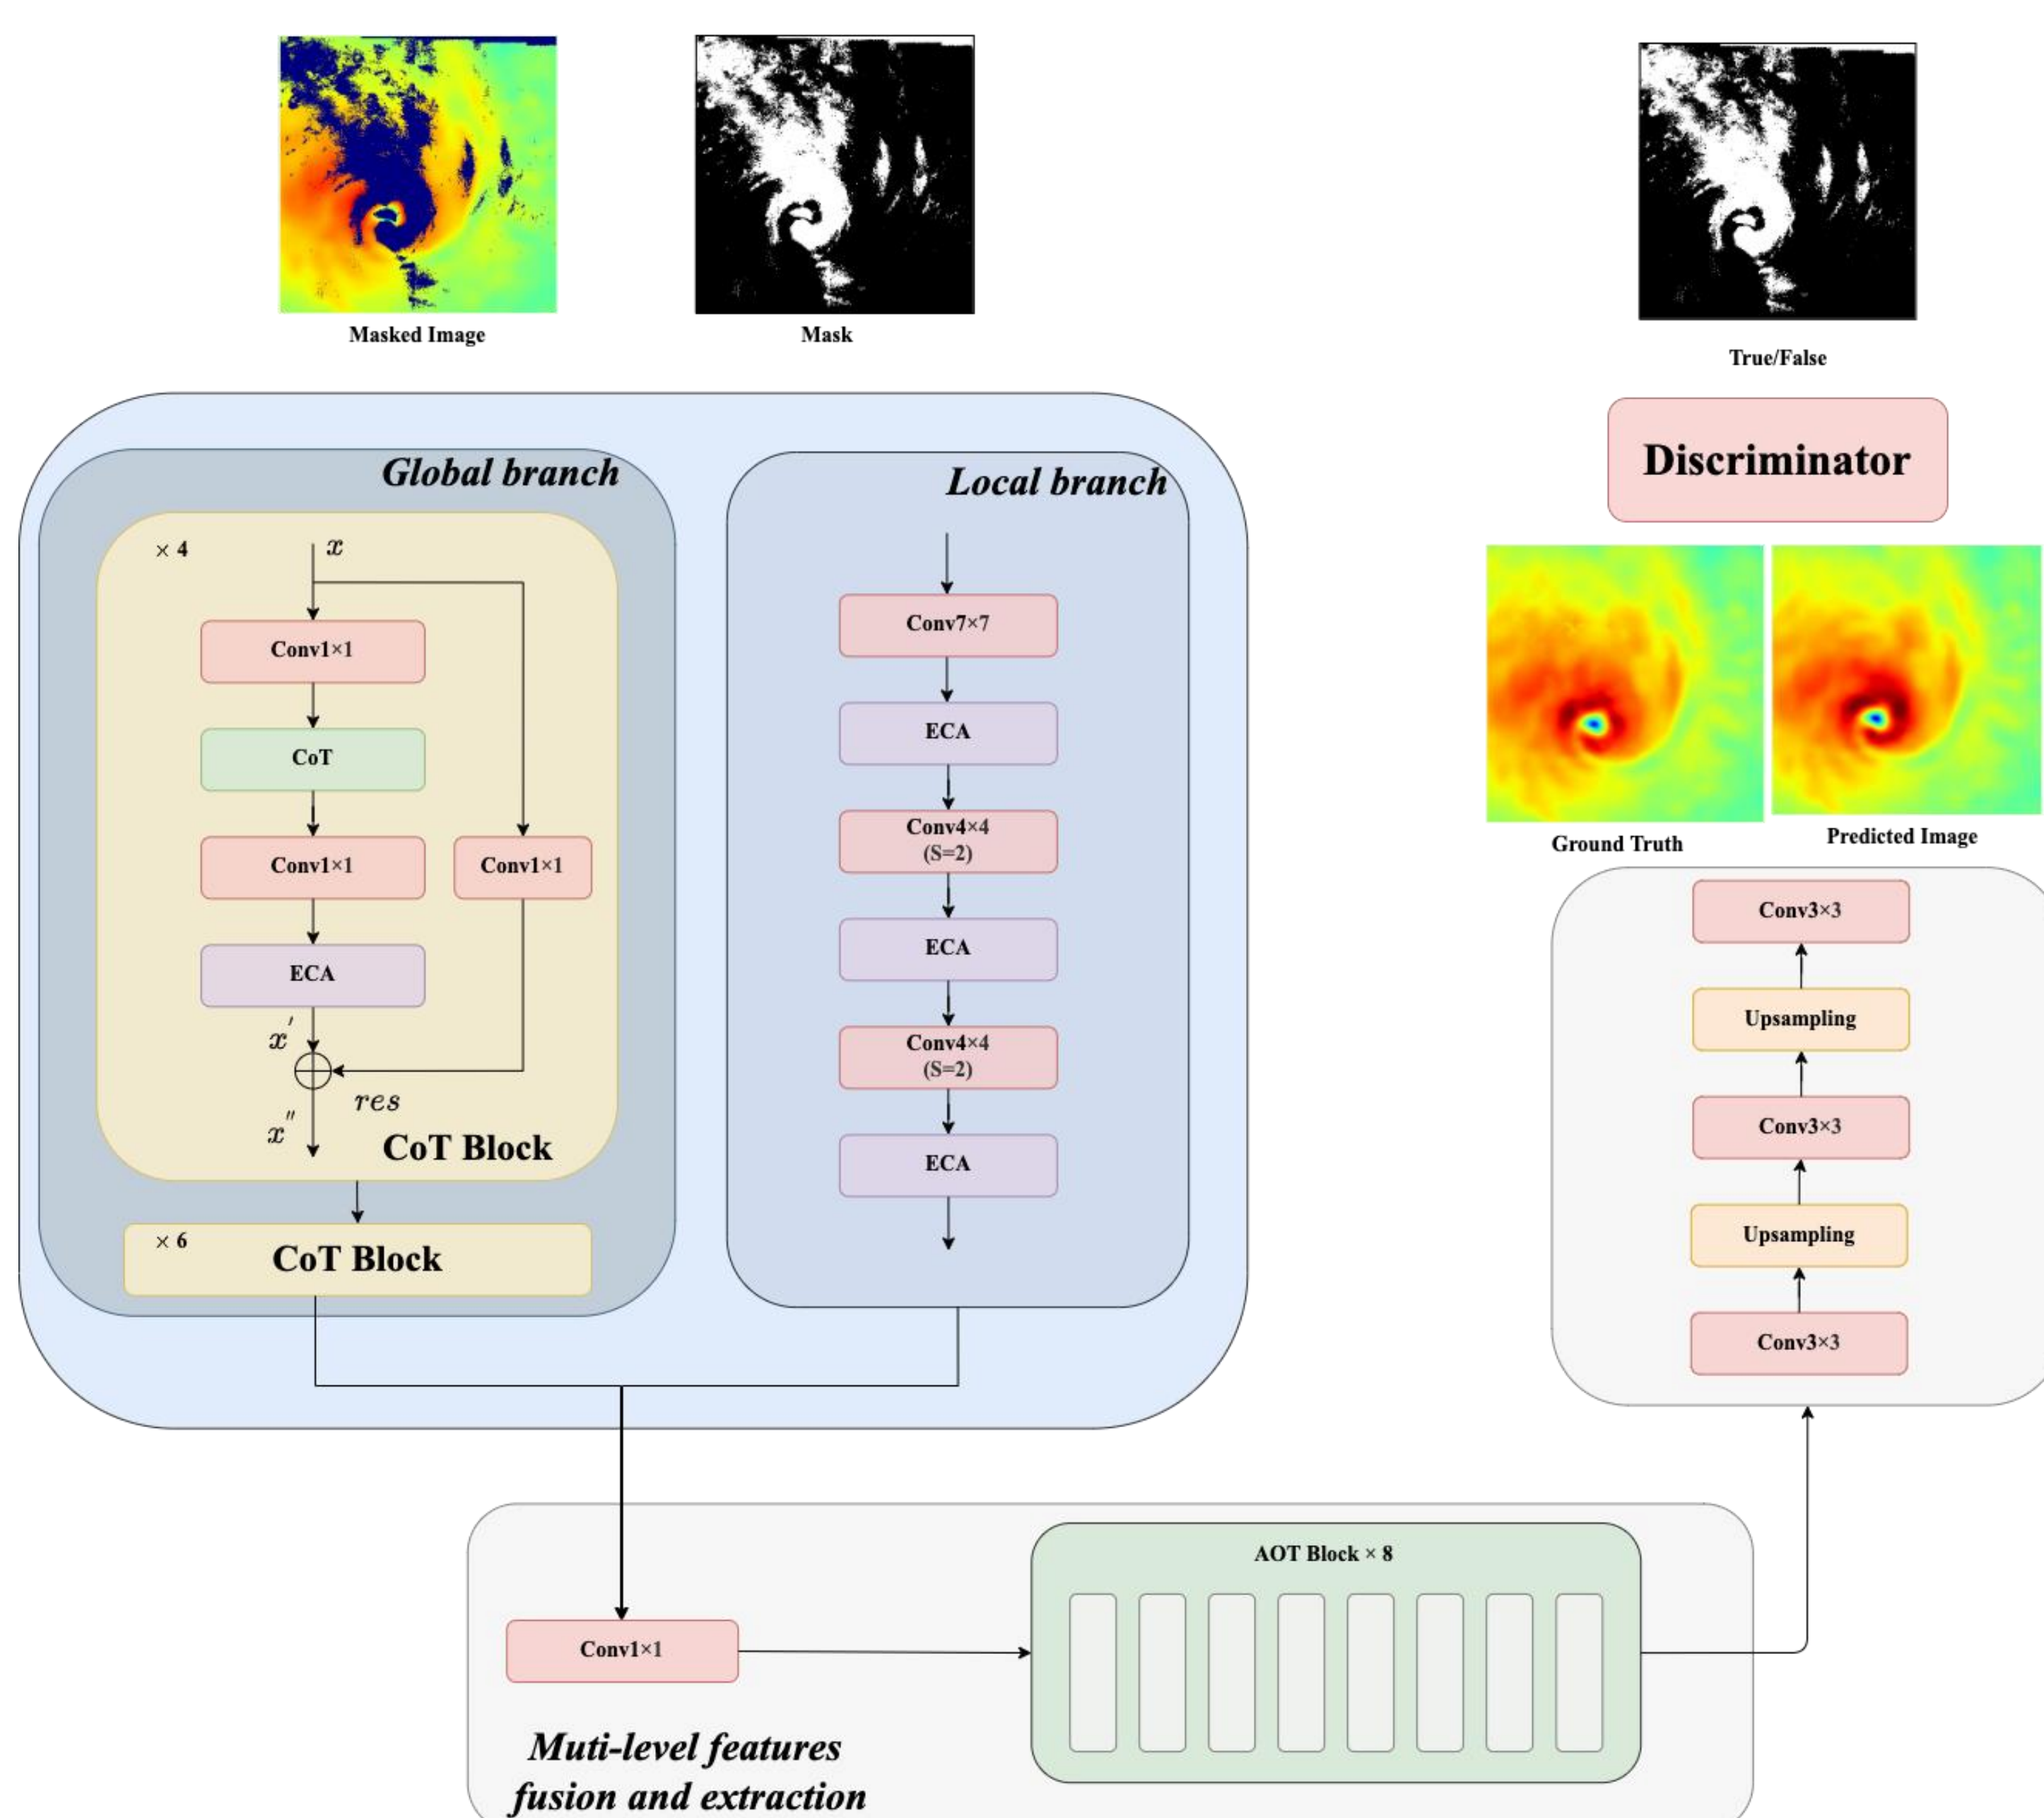 Masked Image
Mask
True/False
Global branch
× 4
x
Conv1×1
CoT
Conv1×1
Conv1×1
ECA
x′
res
x″
CoT Block
× 6
CoT Block
Local branch
Conv7×7
ECA
Conv4×4
(S=2)
ECA
Conv4×4
(S=2)
ECA
Discriminator
Ground Truth
Predicted Image
Conv3×3
Upsampling
Conv3×3
Upsampling
Conv3×3
AOT Block × 8
Conv1×1
Muti-level features
fusion and extraction